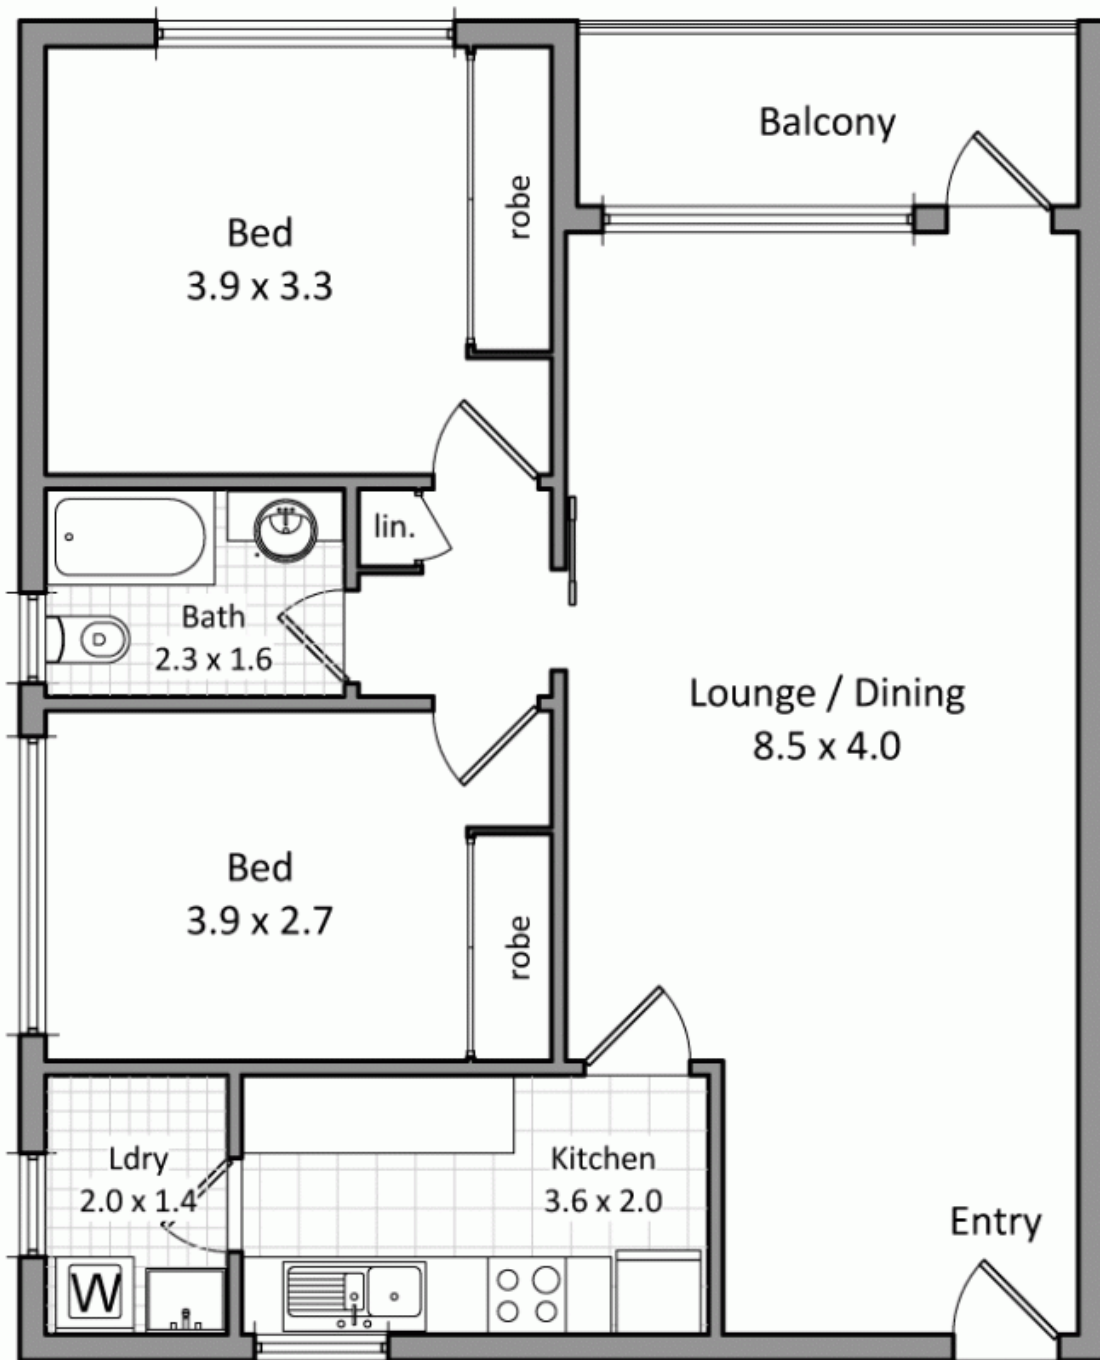 Balcony
robe
Bed
3.9 x 3.3
lin.
Bath
2.3 x 1.6
Lounge / Dining
8.5 x 4.0
Bed
3.9 x 2.7
robe
Ldry
2.0 x 1.4
Kitchen
3.6 x 2.0
Entry
W